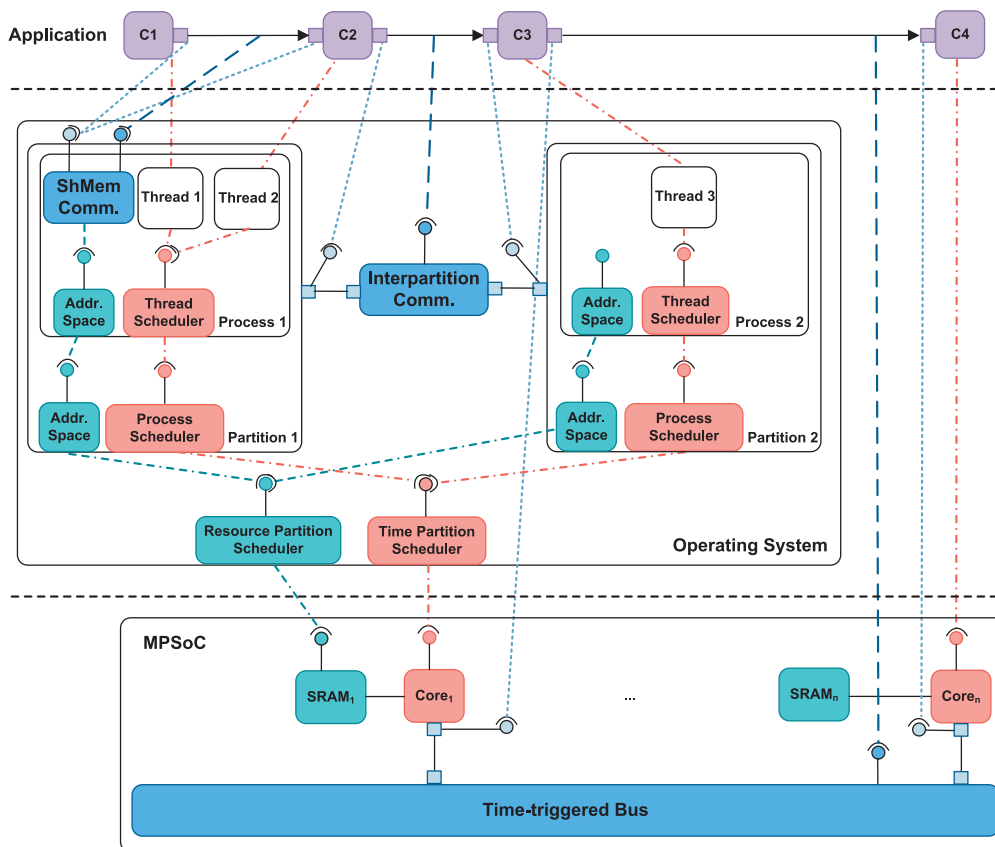 Application
C1
C2
C3
C4
ShMem
Comm.
Thread 1
Thread 2
Thread 3
Interpartition
Comm.
Addr.
Space
Thread
Scheduler
Process 1
Addr.
Space
Thread
Scheduler
Process 2
Addr.
Space
Process
Scheduler
Partition 1
Addr.
Space
Process
Scheduler
Partition 2
Resource Partition
Scheduler
Time Partition
Scheduler
Operating System
MPSoC
SRAM₁
Core₁
...
SRAMₙ
Coreₙ
Time-triggered Bus